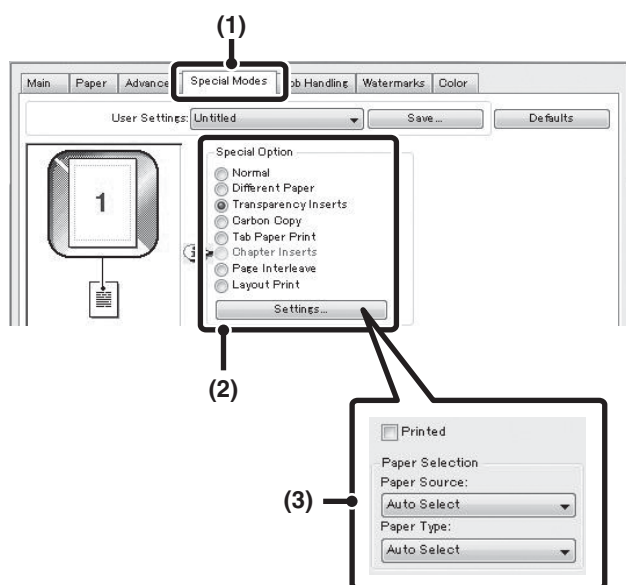 (1)
Main Paper Advance Special Modes ob Handling Watermarks Color
User Settings: Untitled Save... Defaults
Special Option
Normal
Different Paper
Transparency Inserts
Carbon Copy
Tab Paper Print
Chapter Inserts
Page Interleave
Layout Print
Settings...
1
(2)
(3)
Printed
Paper Selection
Paper Source:
Auto Select
Paper Type:
Auto Select